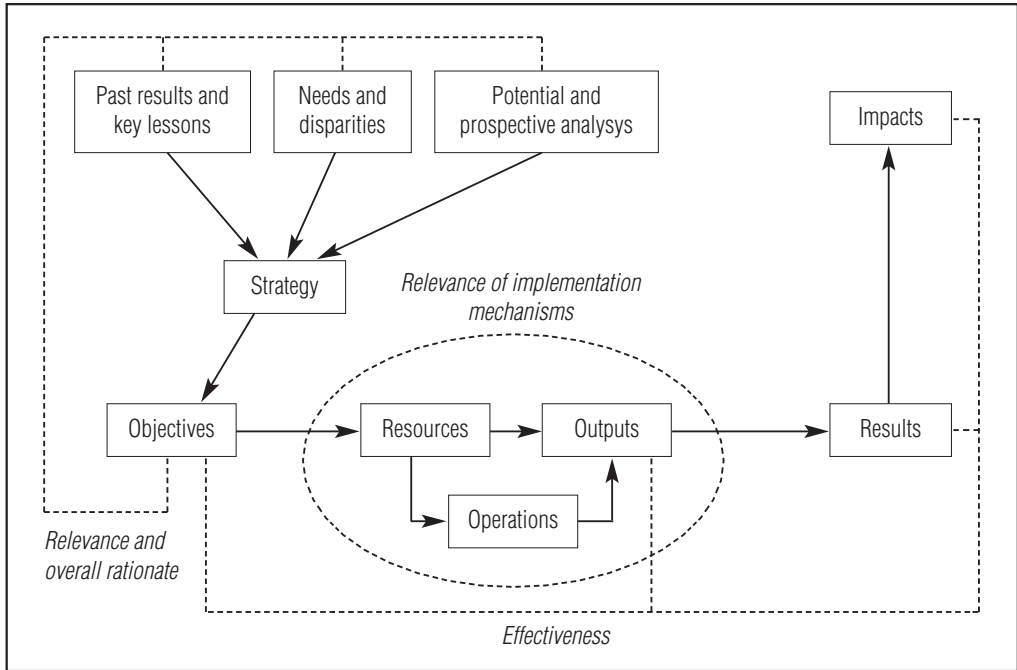 Past results and
key lessons
Needs and
disparities
Potential and
prospective analysys
Impacts
Strategy
Relevance of implementation
mechanisms
Objectives
Resources
Outputs
Results
Operations
Relevance and
overall rationate
Effectiveness